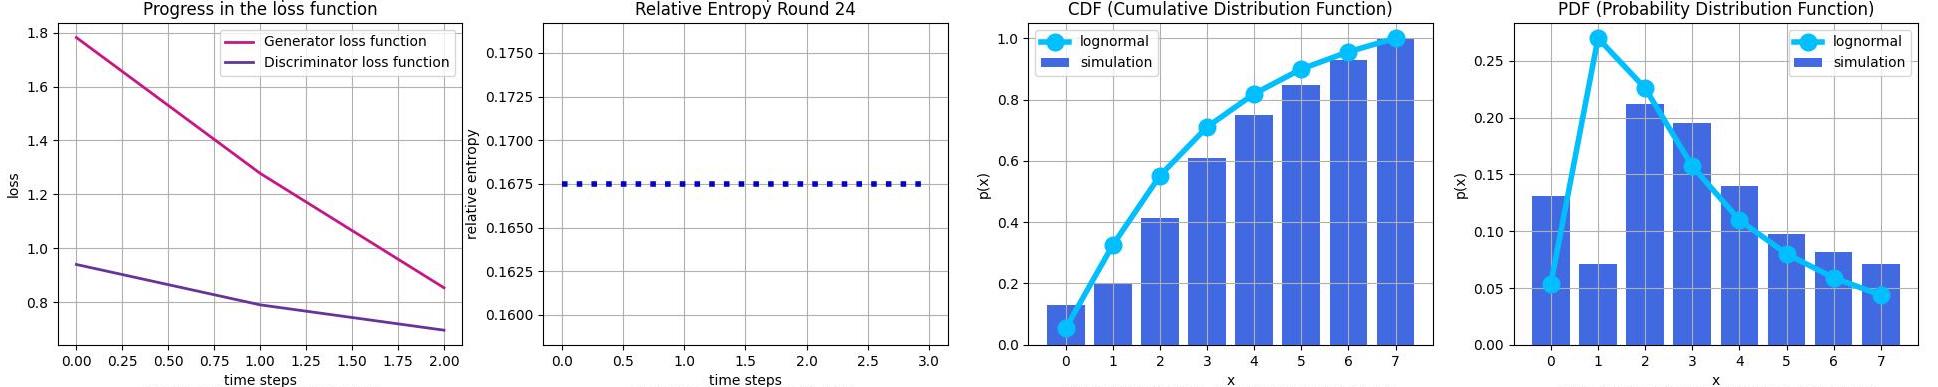 Progress in the loss function
1.8
1.6
1.4
1.2
1.0
0.8
loss
Generator loss function
Discriminator loss function
0.00 0.25 0.50 0.75 1.00 1.25 1.50 1.75 2.00
time steps
Relative Entropy Round 24
0.1750
0.1725
0.1700
0.1675
0.1650
0.1625
0.1600
relative entropy
0.0 0.5 1.0 1.5 2.0 2.5 3.0
time steps
CDF (Cumulative Distribution Function)
1.0
0.8
0.6
0.4
0.2
0.0
p(x)
lognormal
simulation
0 1 2 3 4 5 6 7
x
PDF (Probability Distribution Function)
0.25
0.20
0.15
0.10
0.05
0.00
p(x)
lognormal
simulation
0 1 2 3 4 5 6 7
x